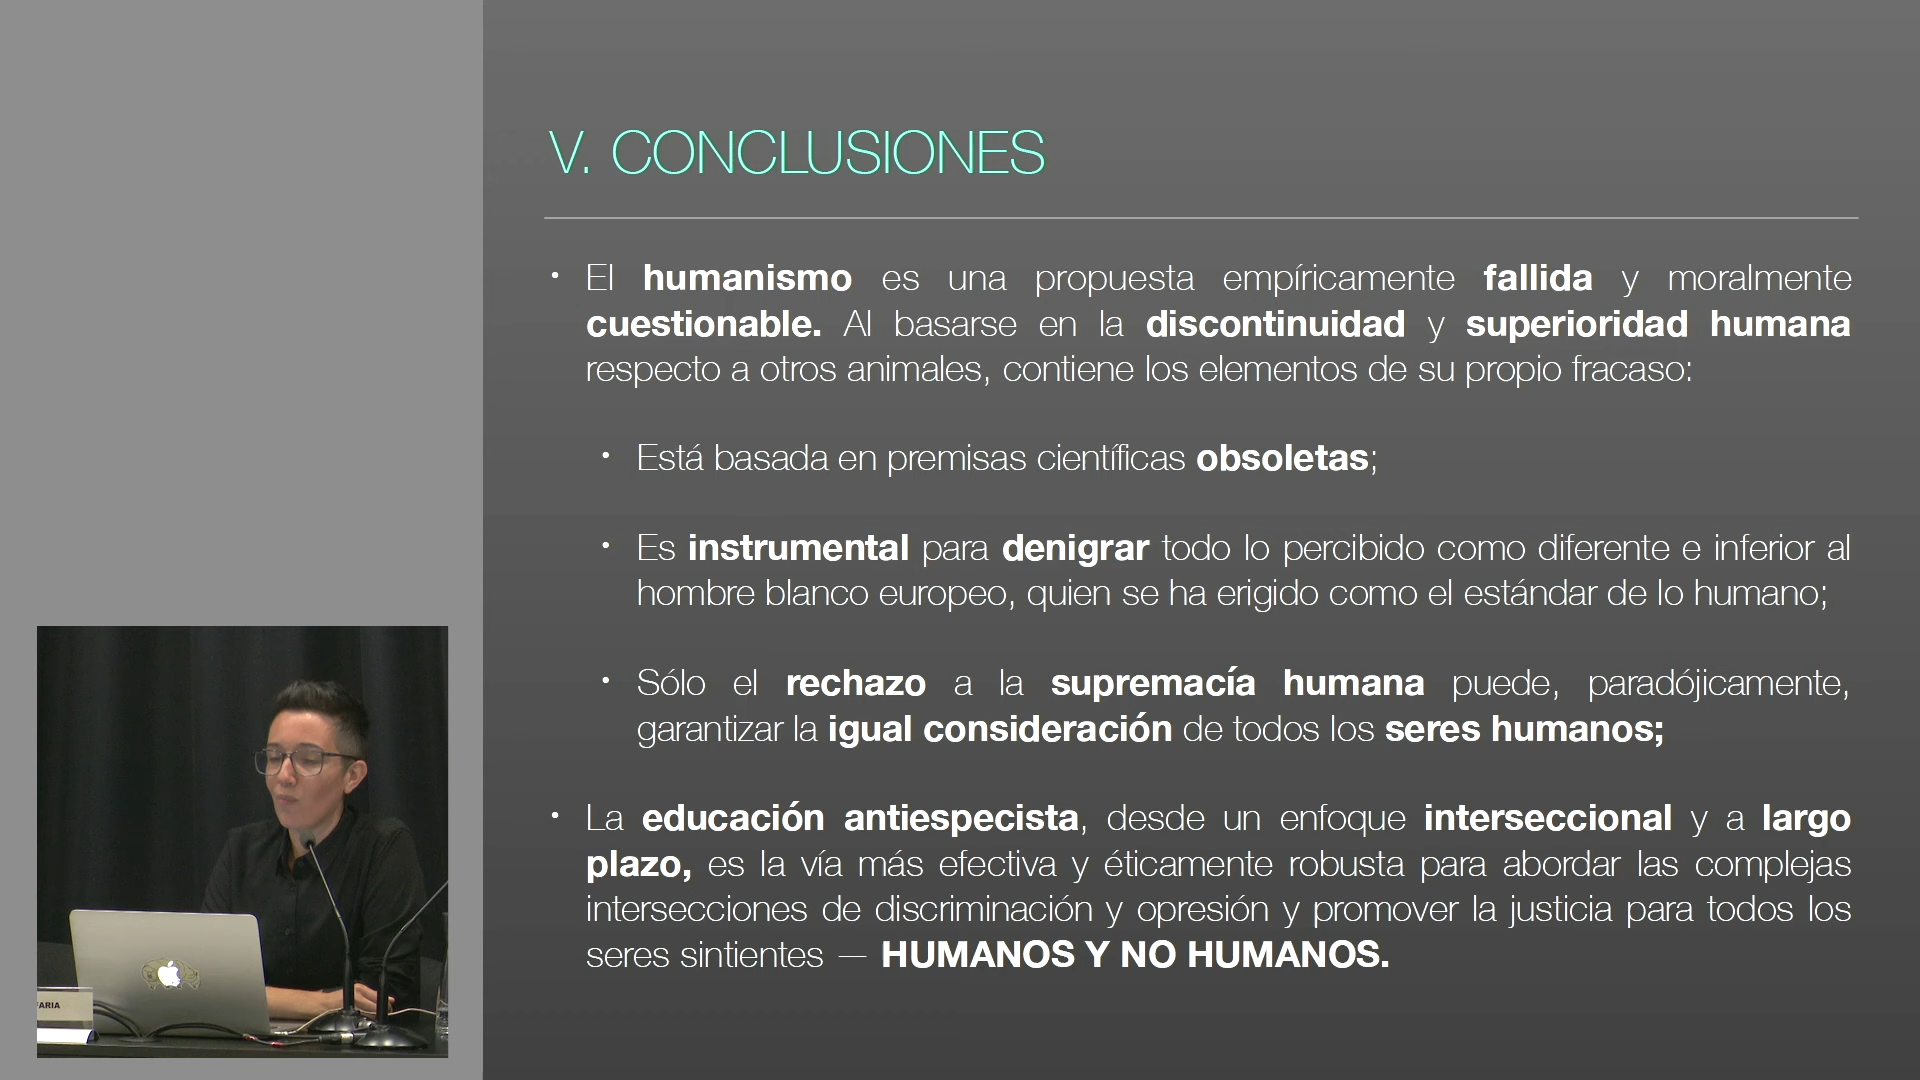 V. CONCLUSIONES
• El humanismo es una propuesta empíricamente fallida y moralmente
cuestionable. Al basarse en la discontinuidad y superioridad humana
respecto a otros animales, contiene los elementos de su propio fracaso:
• Está basada en premisas científicas obsoletas;
• Es instrumental para denigrar todo lo percibido como diferente e inferior al
hombre blanco europeo, quien se ha erigido como el estándar de lo humano;
• Sólo el rechazo a la supremacía humana puede, paradójicamente,
garantizar la igual consideración de todos los seres humanos;
• La educación antiespecista, desde un enfoque interseccional y a largo
plazo, es la vía más efectiva y éticamente robusta para abordar las complejas
intersecciones de discriminación y opresión y promover la justicia para todos los
seres sintientes — HUMANOS Y NO HUMANOS.
FARIA